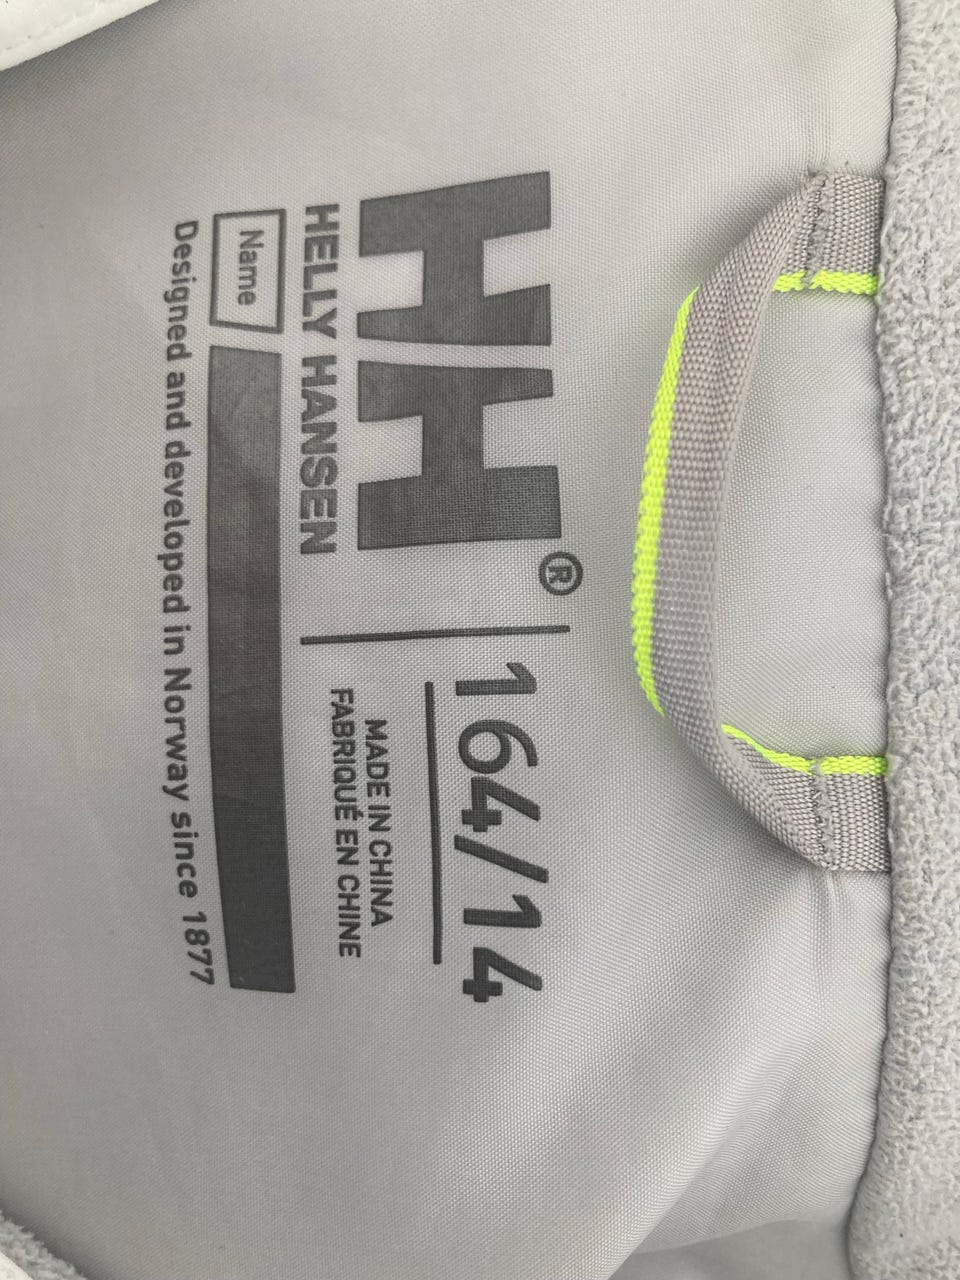 HH®
HELLY HANSEN
164/14
MADE IN CHINA
FABRIQUÉ EN CHINE
Name
Designed and developed in Norway since 1877